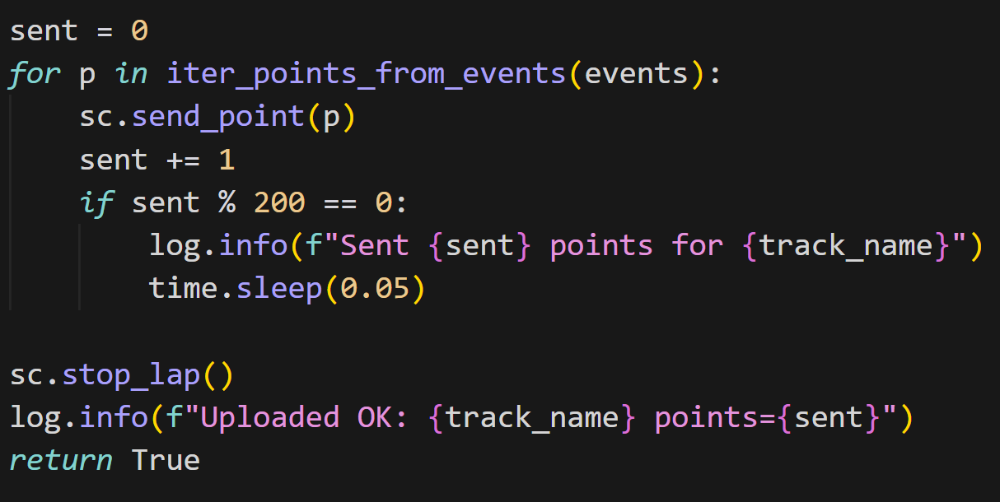 sent = 0
for p in iter_points_from_events(events):
    sc.send_point(p)
    sent += 1
    if sent % 200 == 0:
        log.info(f"Sent {sent} points for {track_name}")
        time.sleep(0.05)

sc.stop_lap()
log.info(f"Uploaded OK: {track_name} points={sent}")
return True